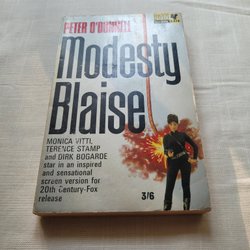 PETER O'DONNELL
Modesty
Blaise
MONICA VITTI,
TERENCE STAMP
and DIRK BOGARDE
star in an inspired
and sensational
screen version for
20th Century-Fox
release
3/6